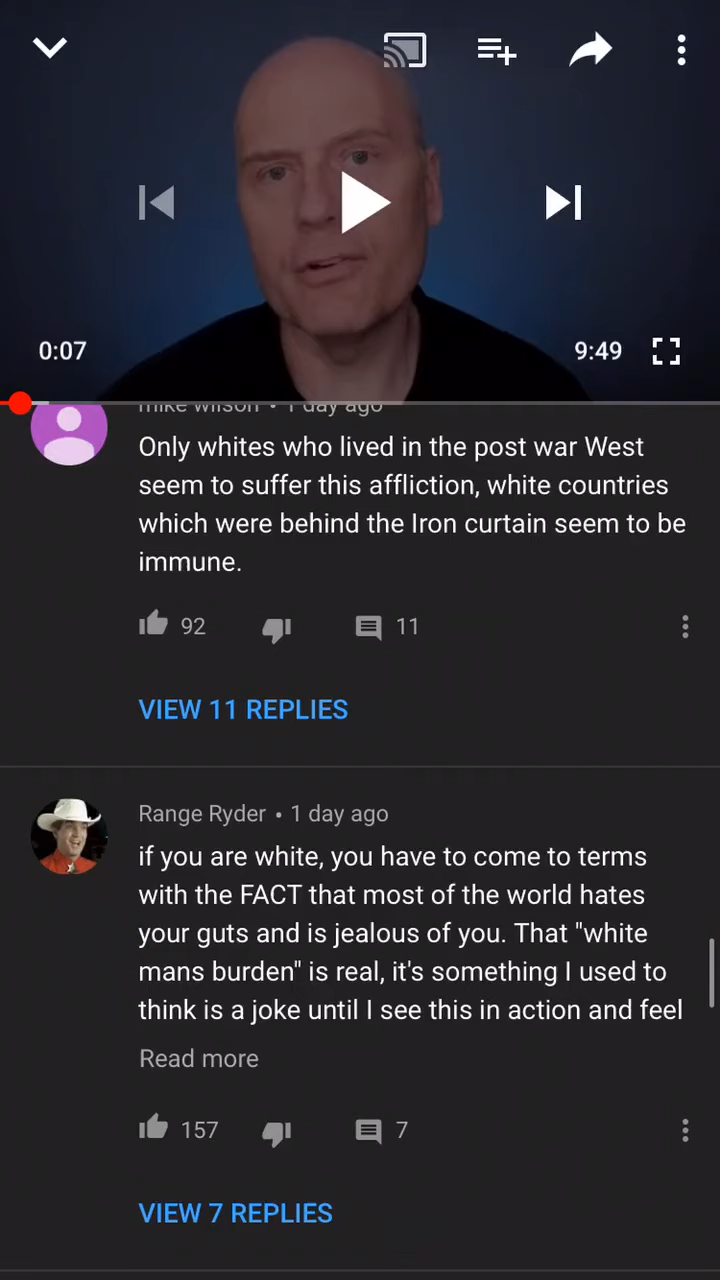 0:07
9:49
mike wilson • 1 day ago
Only whites who lived in the post war West
seem to suffer this affliction, white countries
which were behind the Iron curtain seem to be
immune.
92
11
VIEW 11 REPLIES
Range Ryder • 1 day ago
if you are white, you have to come to terms
with the FACT that most of the world hates
your guts and is jealous of you. That "white
mans burden" is real, it's something I used to
think is a joke until I see this in action and feel
Read more
157
7
VIEW 7 REPLIES